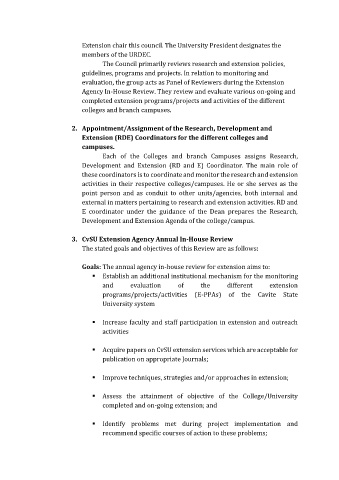 Extension chair this council. The University President designates the
members of the URDEC.
The Council primarily reviews research and extension policies,
guidelines, programs and projects. In relation to monitoring and
evaluation, the group acts as Panel of Reviewers during the Extension
Agency In-House Review. They review and evaluate various on-going and
completed extension programs/projects and activities of the different
colleges and branch campuses.
2. Appointment/Assignment of the Research, Development and
Extension (RDE) Coordinators for the different colleges and
campuses.
Each of the Colleges and branch Campuses assigns Research,
Development and Extension (RD and E) Coordinator. The main role of
these coordinators is to coordinate and monitor the research and extension
activities in their respective colleges/campuses. He or she serves as the
point person and as conduit to other units/agencies, both internal and
external in matters pertaining to research and extension activities. RD and
E coordinator under the guidance of the Dean prepares the Research,
Development and Extension Agenda of the college/campus.
3. CvSU Extension Agency Annual In-House Review
The stated goals and objectives of this Review are as follows:
Goals: The annual agency in-house review for extension aims to:
▪ Establish an additional institutional mechanism for the monitoring
and evaluation of the different extension
programs/projects/activities (E-PPAs) of the Cavite State
University system
▪ Increase faculty and staff participation in extension and outreach
activities
▪ Acquire papers on CvSU extension services which are acceptable for
publication on appropriate Journals;
▪ Improve techniques, strategies and/or approaches in extension;
▪ Assess the attainment of objective of the College/University
completed and on-going extension; and
▪ Identify problems met during project implementation and
recommend specific courses of action to these problems;